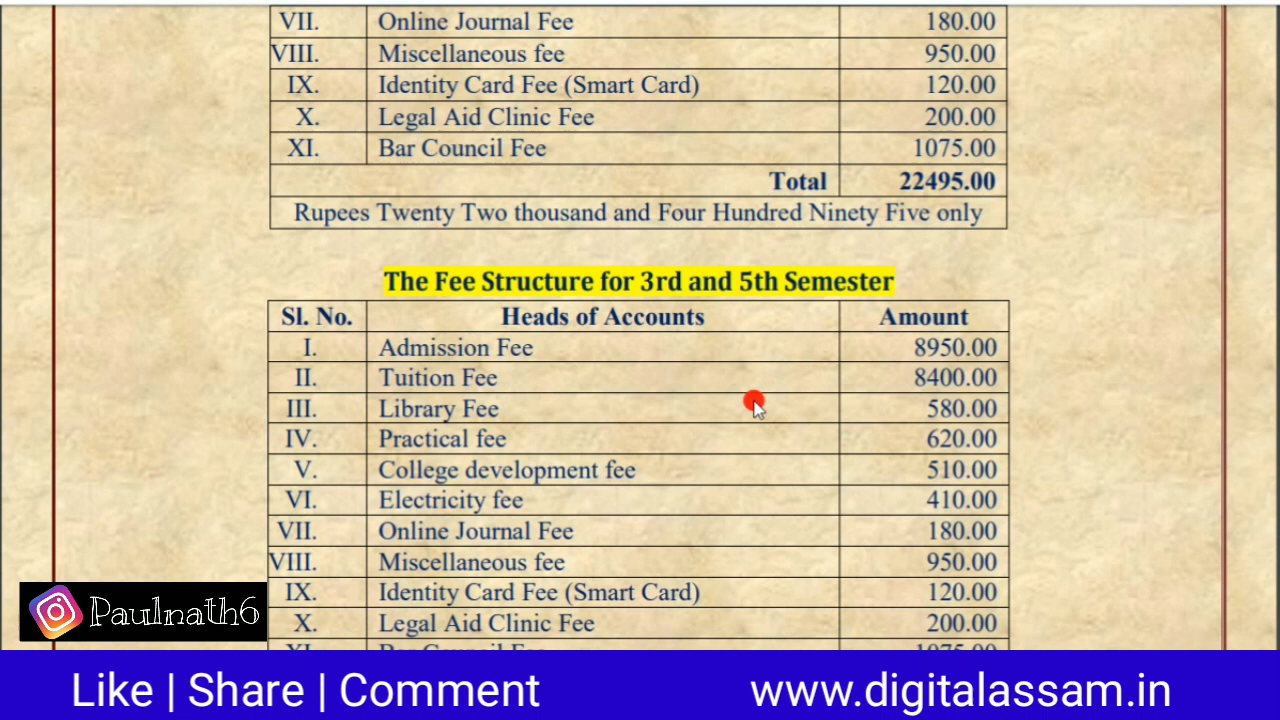 VII. Online Journal Fee 180.00
VIII. Miscellaneous fee 950.00
IX. Identity Card Fee (Smart Card) 120.00
X. Legal Aid Clinic Fee 200.00
XI. Bar Council Fee 1075.00
Total 22495.00
Rupees Twenty Two thousand and Four Hundred Ninety Five only
The Fee Structure for 3rd and 5th Semester
Sl. No. Heads of Accounts Amount
I. Admission Fee 8950.00
II. Tuition Fee 8400.00
III. Library Fee 580.00
IV. Practical fee 620.00
V. College development fee 510.00
VI. Electricity fee 410.00
VII. Online Journal Fee 180.00
VIII. Miscellaneous fee 950.00
IX. Identity Card Fee (Smart Card) 120.00
X. Legal Aid Clinic Fee 200.00
XI. Bar Council Fee 1075.00
Paulnath6
Like | Share | Comment www.digitalassam.in